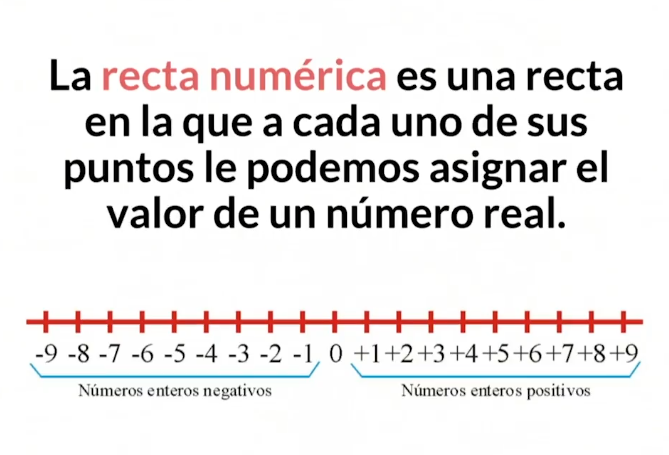 La recta numérica es una recta
en la que a cada uno de sus
puntos le podemos asignar el
valor de un número real.
-9 -8 -7 -6 -5 -4 -3 -2 -1 0 +1 +2 +3 +4 +5 +6 +7 +8 +9
Números enteros negativos Números enteros positivos